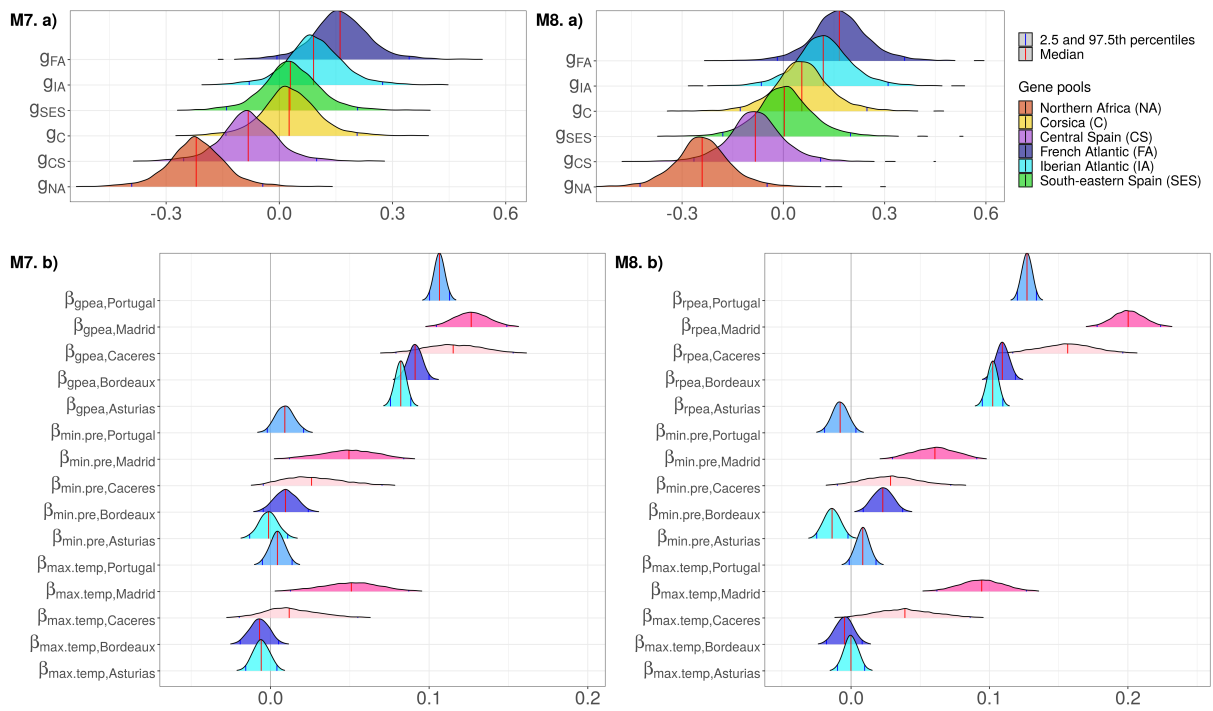 M7. a)
gFA
gIA
gSES
gC
gCS
gNA
-0.3 0.0 0.3 0.6
M8. a)
gFA
gIA
gC
gSES
gCS
gNA
-0.3 0.0 0.3 0.6
2.5 and 97.5th percentiles
Median
Gene pools
Northern Africa (NA)
Corsica (C)
Central Spain (CS)
French Atlantic (FA)
Iberian Atlantic (IA)
South-eastern Spain (SES)
M7. b)
βgpea,Portugal
βgpea,Madrid
βgpea,Caceres
βgpea,Bordeaux
βgpea,Asturias
βmin.pre,Portugal
βmin.pre,Madrid
βmin.pre,Caceres
βmin.pre,Bordeaux
βmin.pre,Asturias
βmax.temp,Portugal
βmax.temp,Madrid
βmax.temp,Caceres
βmax.temp,Bordeaux
βmax.temp,Asturias
0.0 0.1 0.2
M8. b)
βrpea,Portugal
βrpea,Madrid
βrpea,Caceres
βrpea,Bordeaux
βrpea,Asturias
βmin.pre,Portugal
βmin.pre,Madrid
βmin.pre,Caceres
βmin.pre,Bordeaux
βmin.pre,Asturias
βmax.temp,Portugal
βmax.temp,Madrid
βmax.temp,Caceres
βmax.temp,Bordeaux
βmax.temp,Asturias
0.0 0.1 0.2